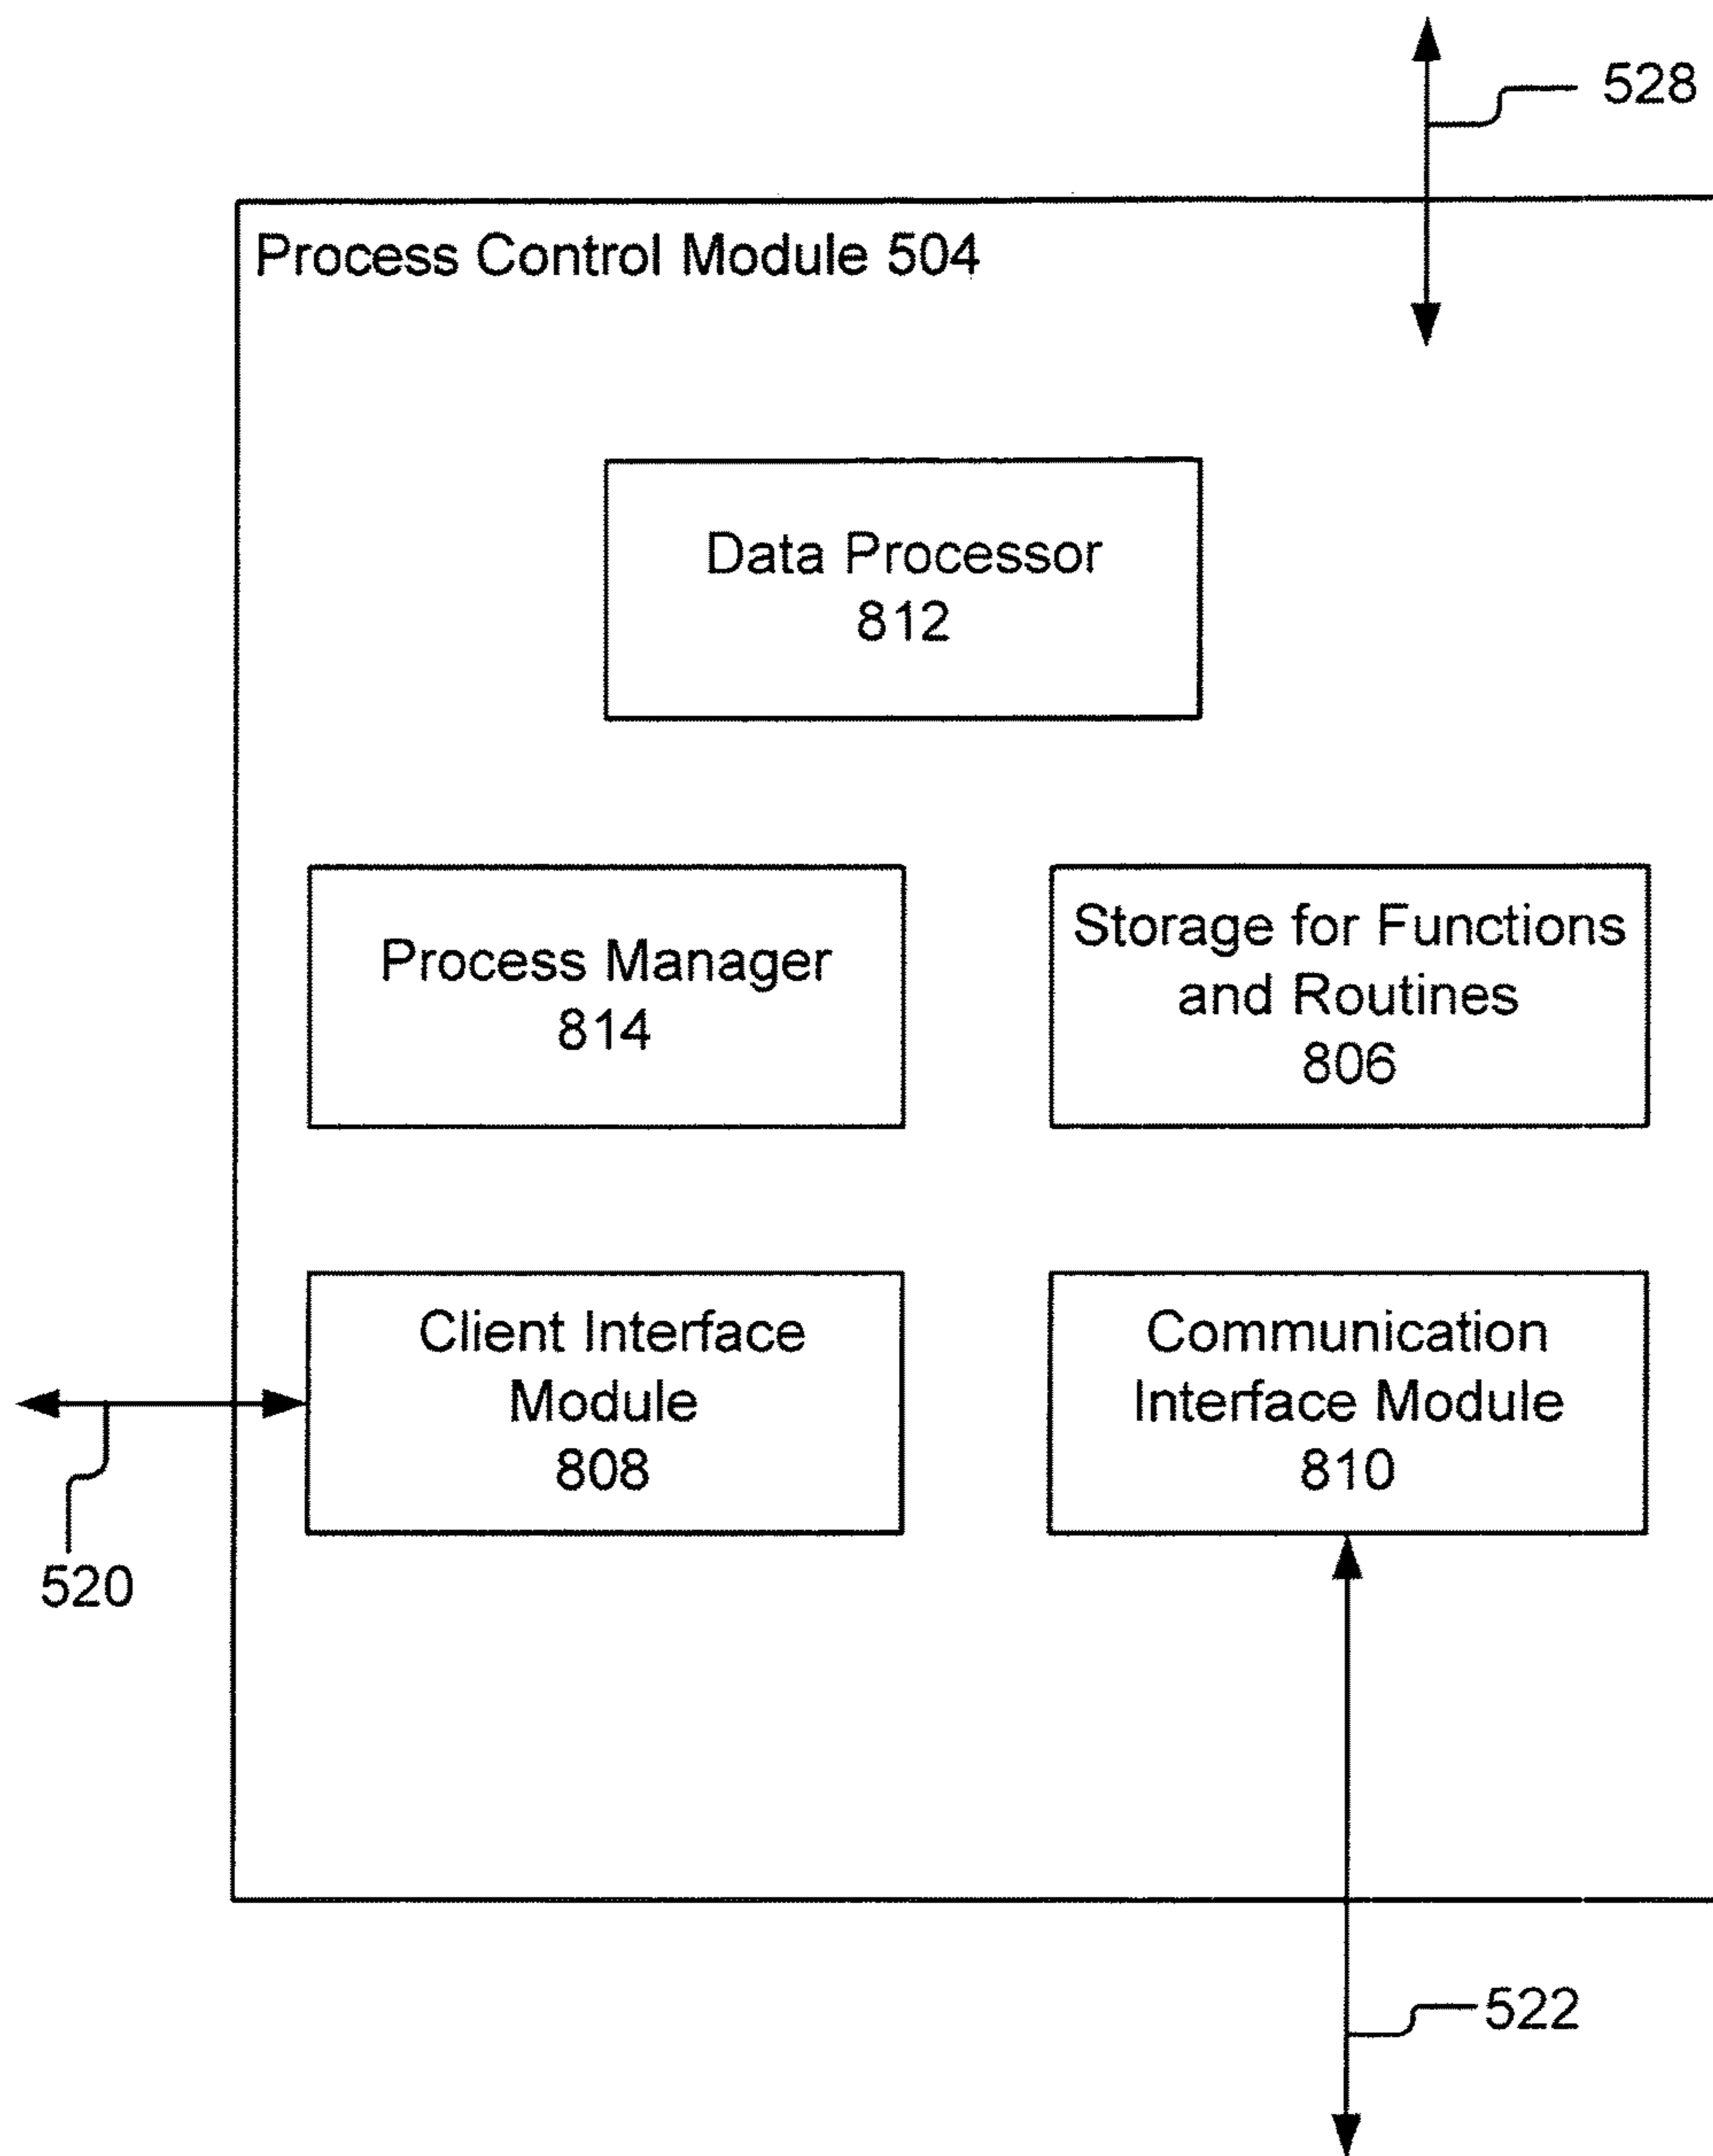 528
Process Control Module 504
Data Processor
812
Process Manager
814
Storage for Functions
and Routines
806
Client Interface
Module
808
Communication
Interface Module
810
520
522